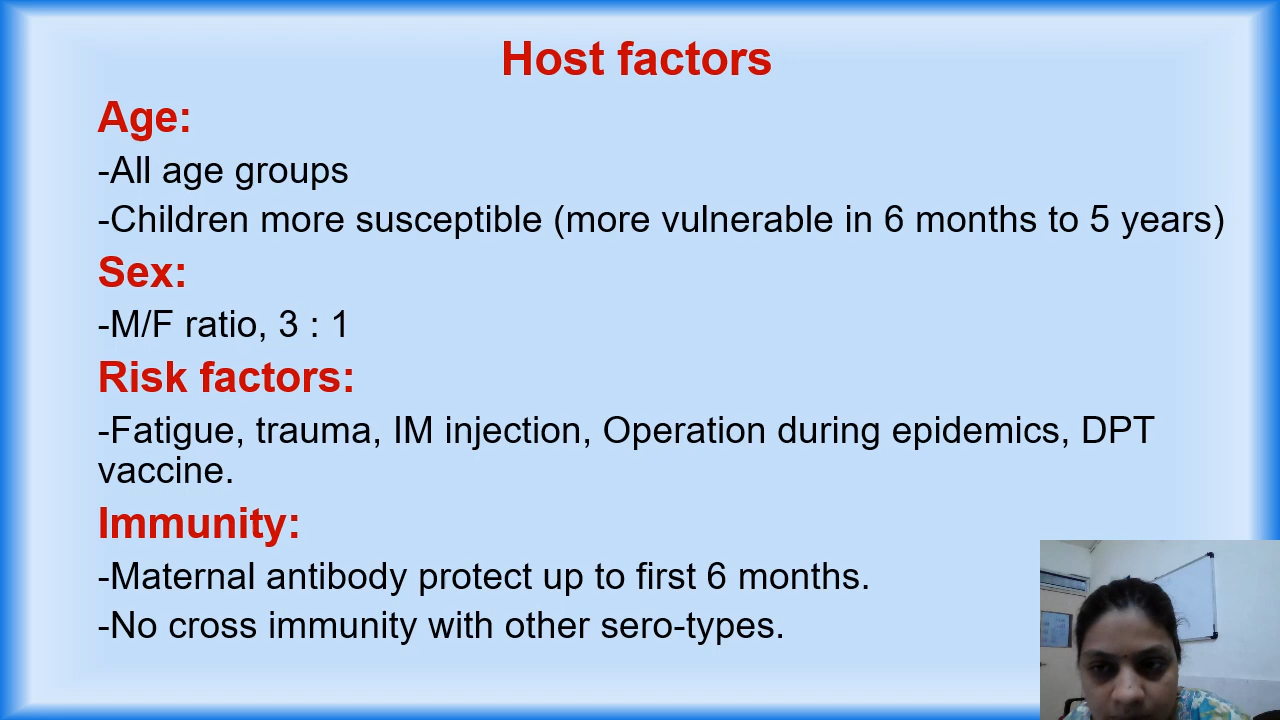 Host factors
Age:
-All age groups
-Children more susceptible (more vulnerable in 6 months to 5 years)
Sex:
-M/F ratio, 3 : 1
Risk factors:
-Fatigue, trauma, IM injection, Operation during epidemics, DPT
vaccine.
Immunity:
-Maternal antibody protect up to first 6 months.
-No cross immunity with other sero-types.